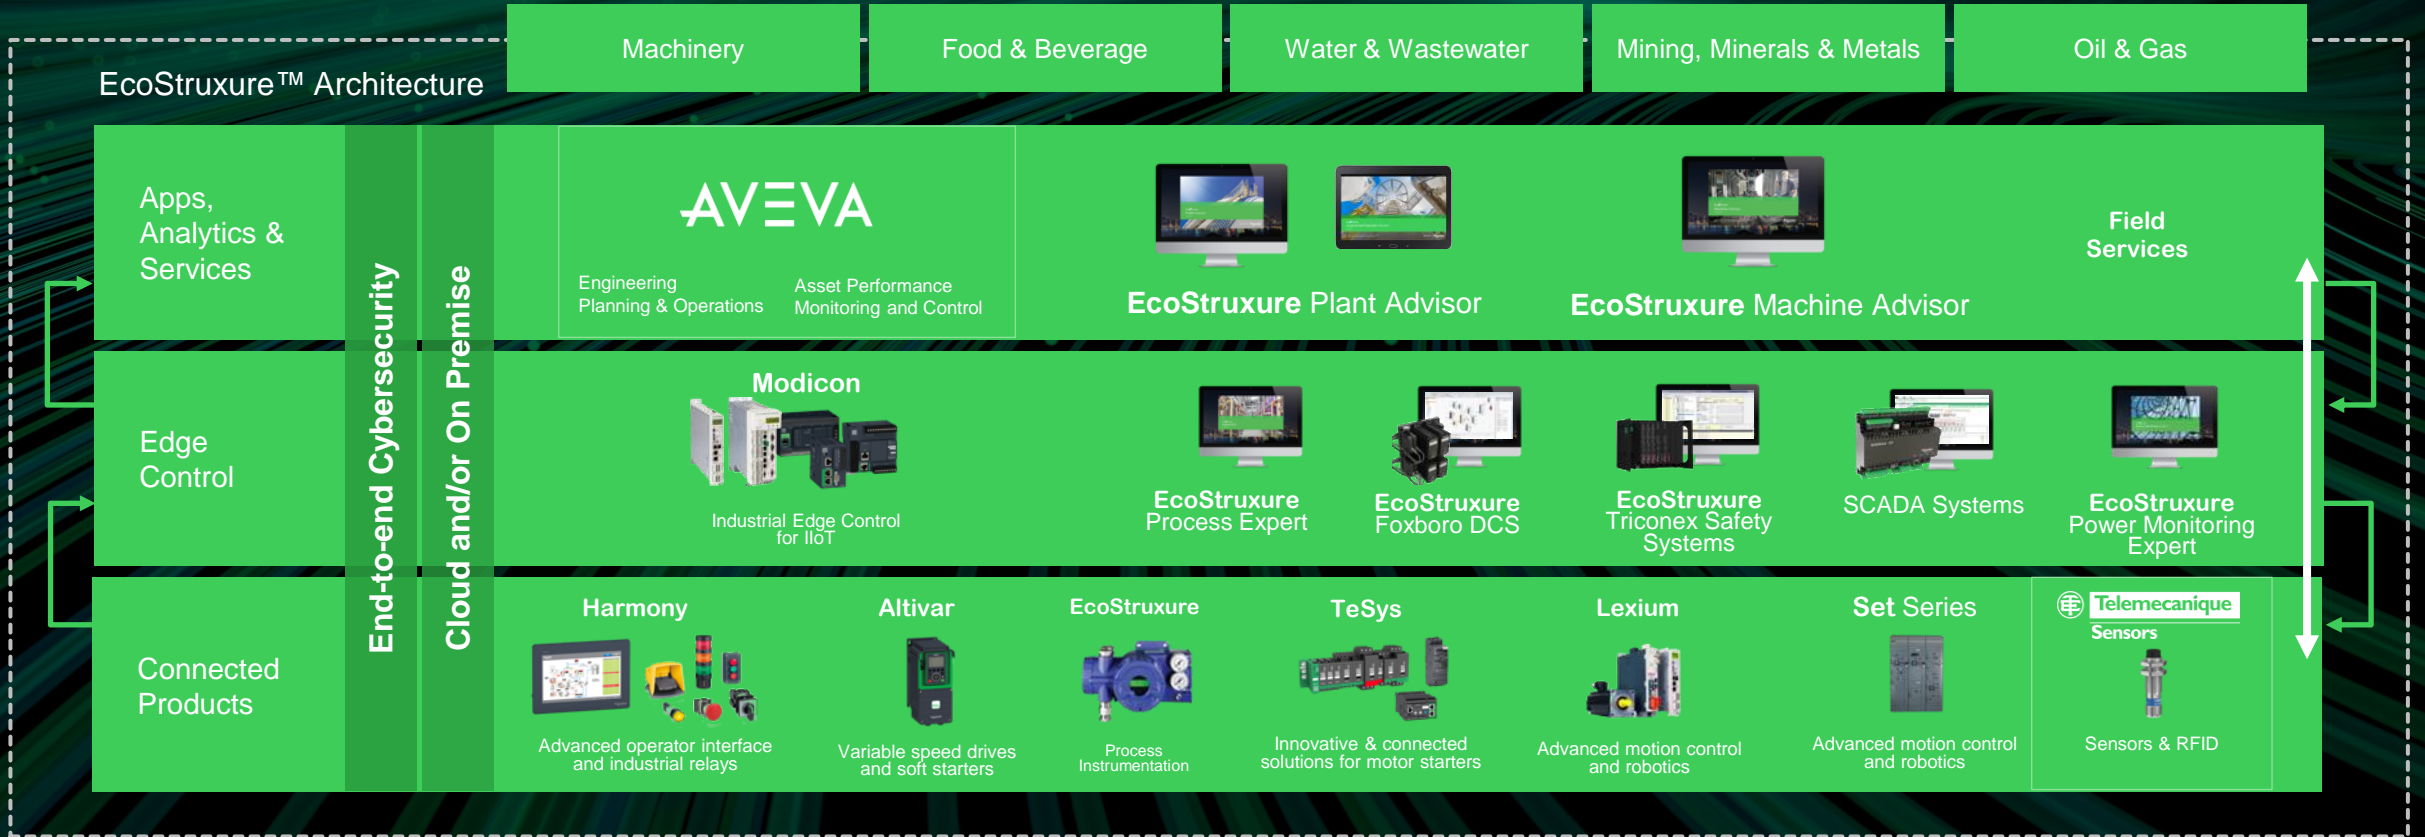 Machinery
Food & Beverage
Water & Wastewater
Mining, Minerals & Metals
Oil & Gas
EcoStruxure™ Architecture
Apps,
Analytics &
Services
End-to-end Cybersecurity
Cloud and/or On Premise
AVEVA
Engineering
Planning & Operations
Asset Performance
Monitoring and Control
EcoStruxure Plant Advisor
EcoStruxure Machine Advisor
Field
Services
Edge
Control
Modicon
Industrial Edge Control
for IIoT
EcoStruxure
Process Expert
EcoStruxure
Foxboro DCS
EcoStruxure
Triconex Safety
Systems
SCADA Systems
EcoStruxure
Power Monitoring
Expert
Connected
Products
Harmony
Advanced operator interface
and industrial relays
Altivar
Variable speed drives
and soft starters
EcoStruxure
Process
Instrumentation
TeSys
Innovative & connected
solutions for motor starters
Lexium
Advanced motion control
and robotics
Set Series
Advanced motion control
and robotics
Telemecanique
Sensors
Sensors & RFID